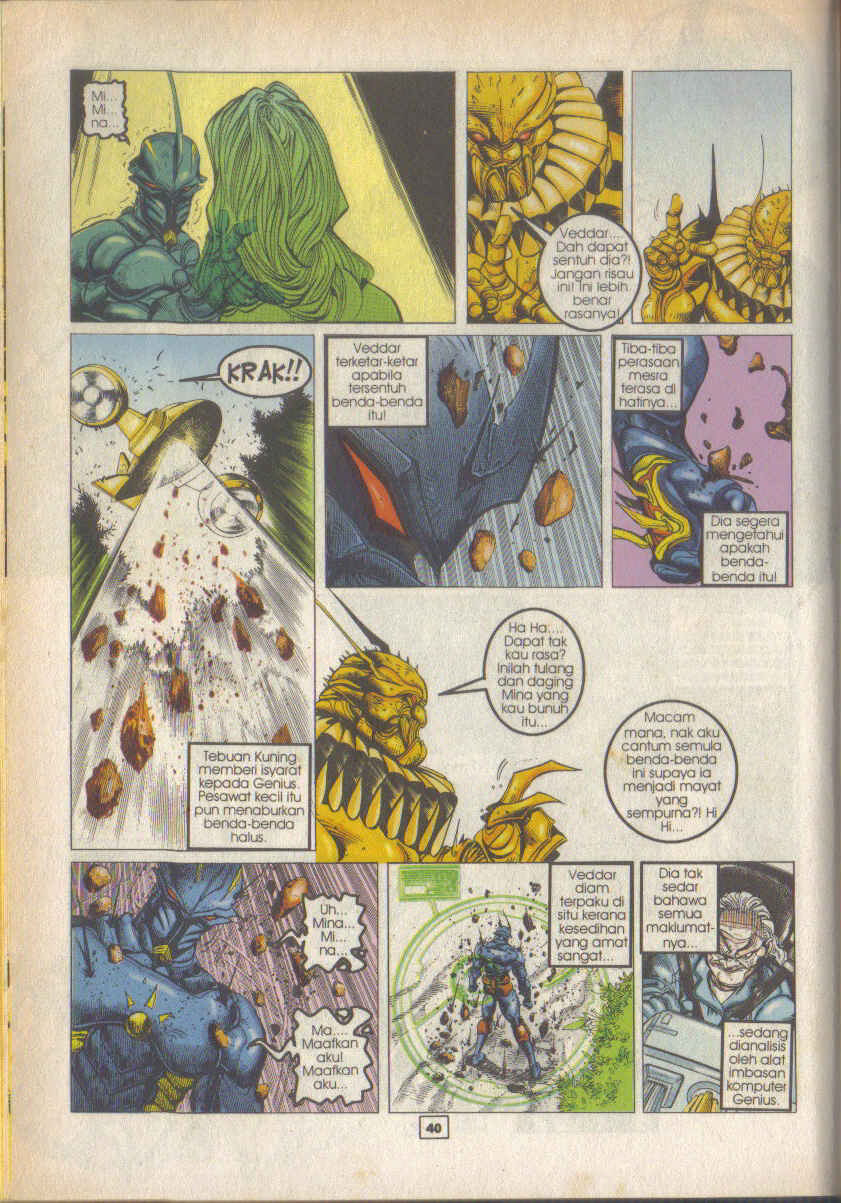 Mi...
Mi...
na...
Veddar....
Dah dapat
sentuh dia?!
Jangan risau
ini! Ini lebih
benar
rasanya!
KRAK!!
Tebuan Kuning
memberi isyarat
kepada Genius.
Pesawat kecil itu
pun menaburkan
benda-benda
halus.
Veddar
terketar-ketar
apabila
tersentuh
benda-benda
itu!
Tiba-tiba
perasaan
mesra
terasa di
hatinya...
Dia segera
mengetahui
apakah
benda-
benda itu!
Ha Ha....
Dapat tak
kau rasa?
Inilah tulang
dan daging
Mina yang
kau bunuh
itu...
Macam
mana, nak aku
cantum semula
benda-benda
ini supaya ia
menjadi mayat
yang
sempurna?! Hi
Hi...
Uh...
Mina...
Mi...
na...
Ma....
Maafkan
aku!
Maafkan
aku...
Veddar
diam
terpaku di
situ kerana
kesedihan
yang amat
sangat...
Dia tak
sedar
bahawa
semua
maklumat-
nya...
...sedang
dianalisis
oleh alat
imbasan
komputer
Genius.
40